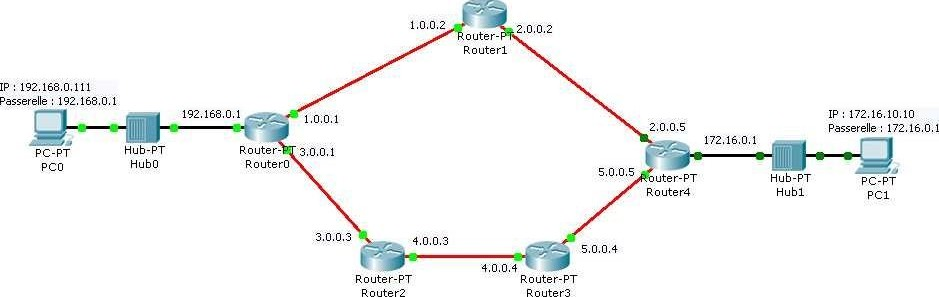 1.0.0.2
2.0.0.2
Router-PT
Router1
IP : 192.168.0.111
Passerelle : 192.168.0.1
PC-PT
PC0
Hub-PT
Hub0
192.168.0.1
1.0.0.1
Router-PT
Router0
3.0.0.1
2.0.0.5
172.16.0.1
5.0.0.5
Router-PT
Router4
IP : 172.16.10.10
Passerelle : 172.16.0.1
Hub-PT
Hub1
PC-PT
PC1
3.0.0.3
4.0.0.3
Router-PT
Router2
4.0.0.4
5.0.0.4
Router-PT
Router3